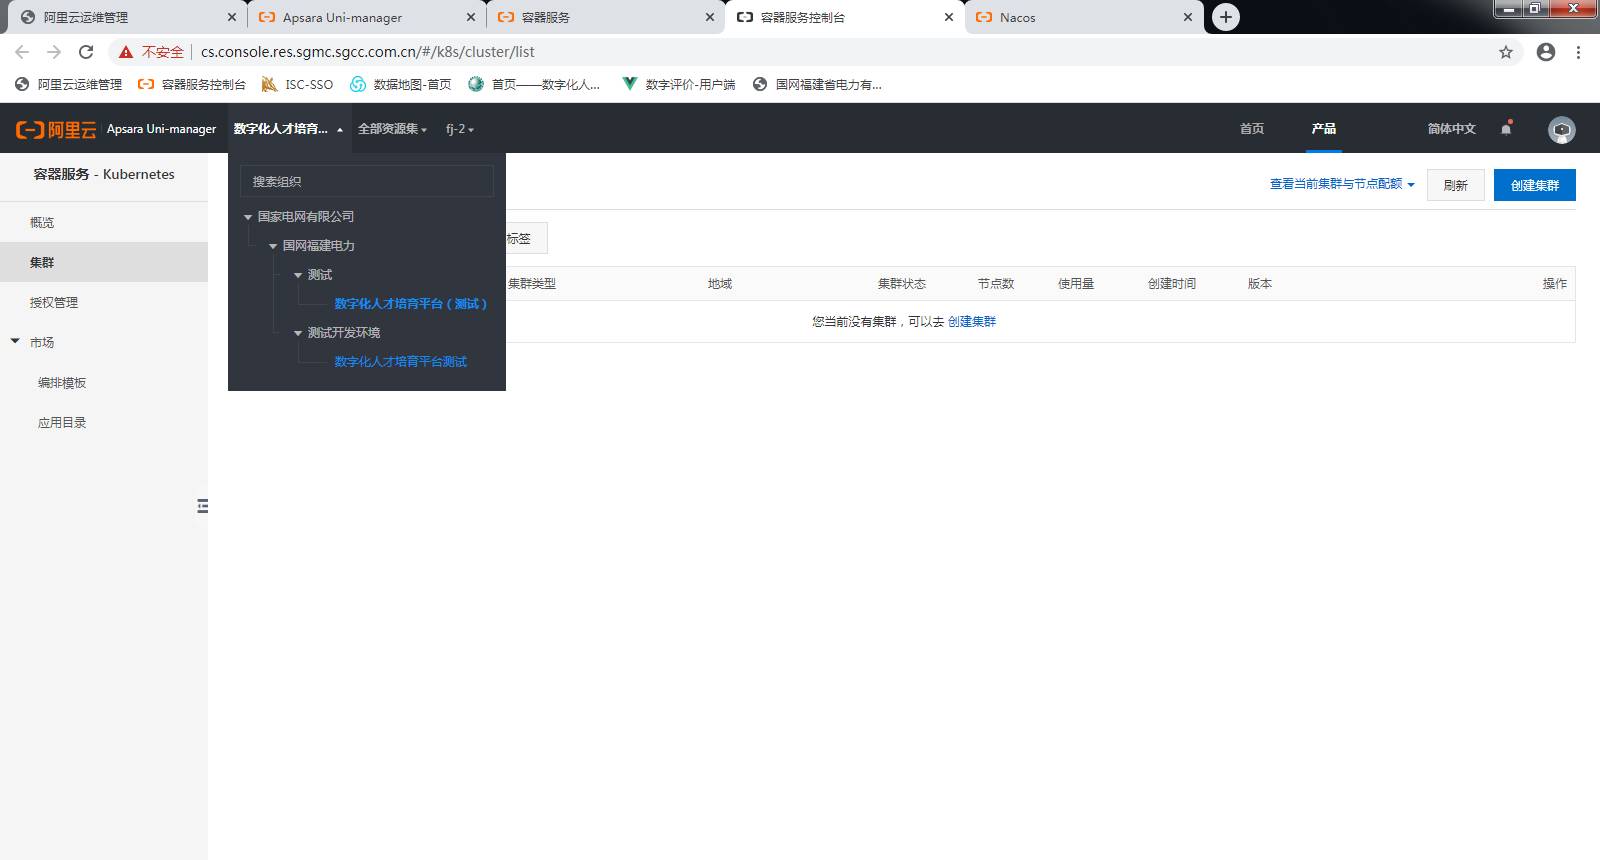 阿里云运维管理
Apsara Uni-manager
容器服务
容器服务控制台
Nacos
不安全
cs.console.res.sgmc.sgcc.com.cn/#/k8s/cluster/list
阿里云运维管理
容器服务控制台
ISC-SSO
数据地图-首页
首页——数字化人...
数字评价-用户端
国网福建省电力有...
阿里云
Apsara Uni-manager
数字化人才培育...
全部资源集
fj-2
首页
产品
简体中文
容器服务 - Kubernetes
概览
集群
授权管理
市场
编排模板
应用目录
搜索组织
国家电网有限公司
国网福建电力
测试
数字化人才培育平台（测试）
测试开发环境
数字化人才培育平台测试
查看当前集群与节点配额
刷新
创建集群
标签
集群类型
地域
集群状态
节点数
使用量
创建时间
版本
操作
您当前没有集群，可以去 创建集群